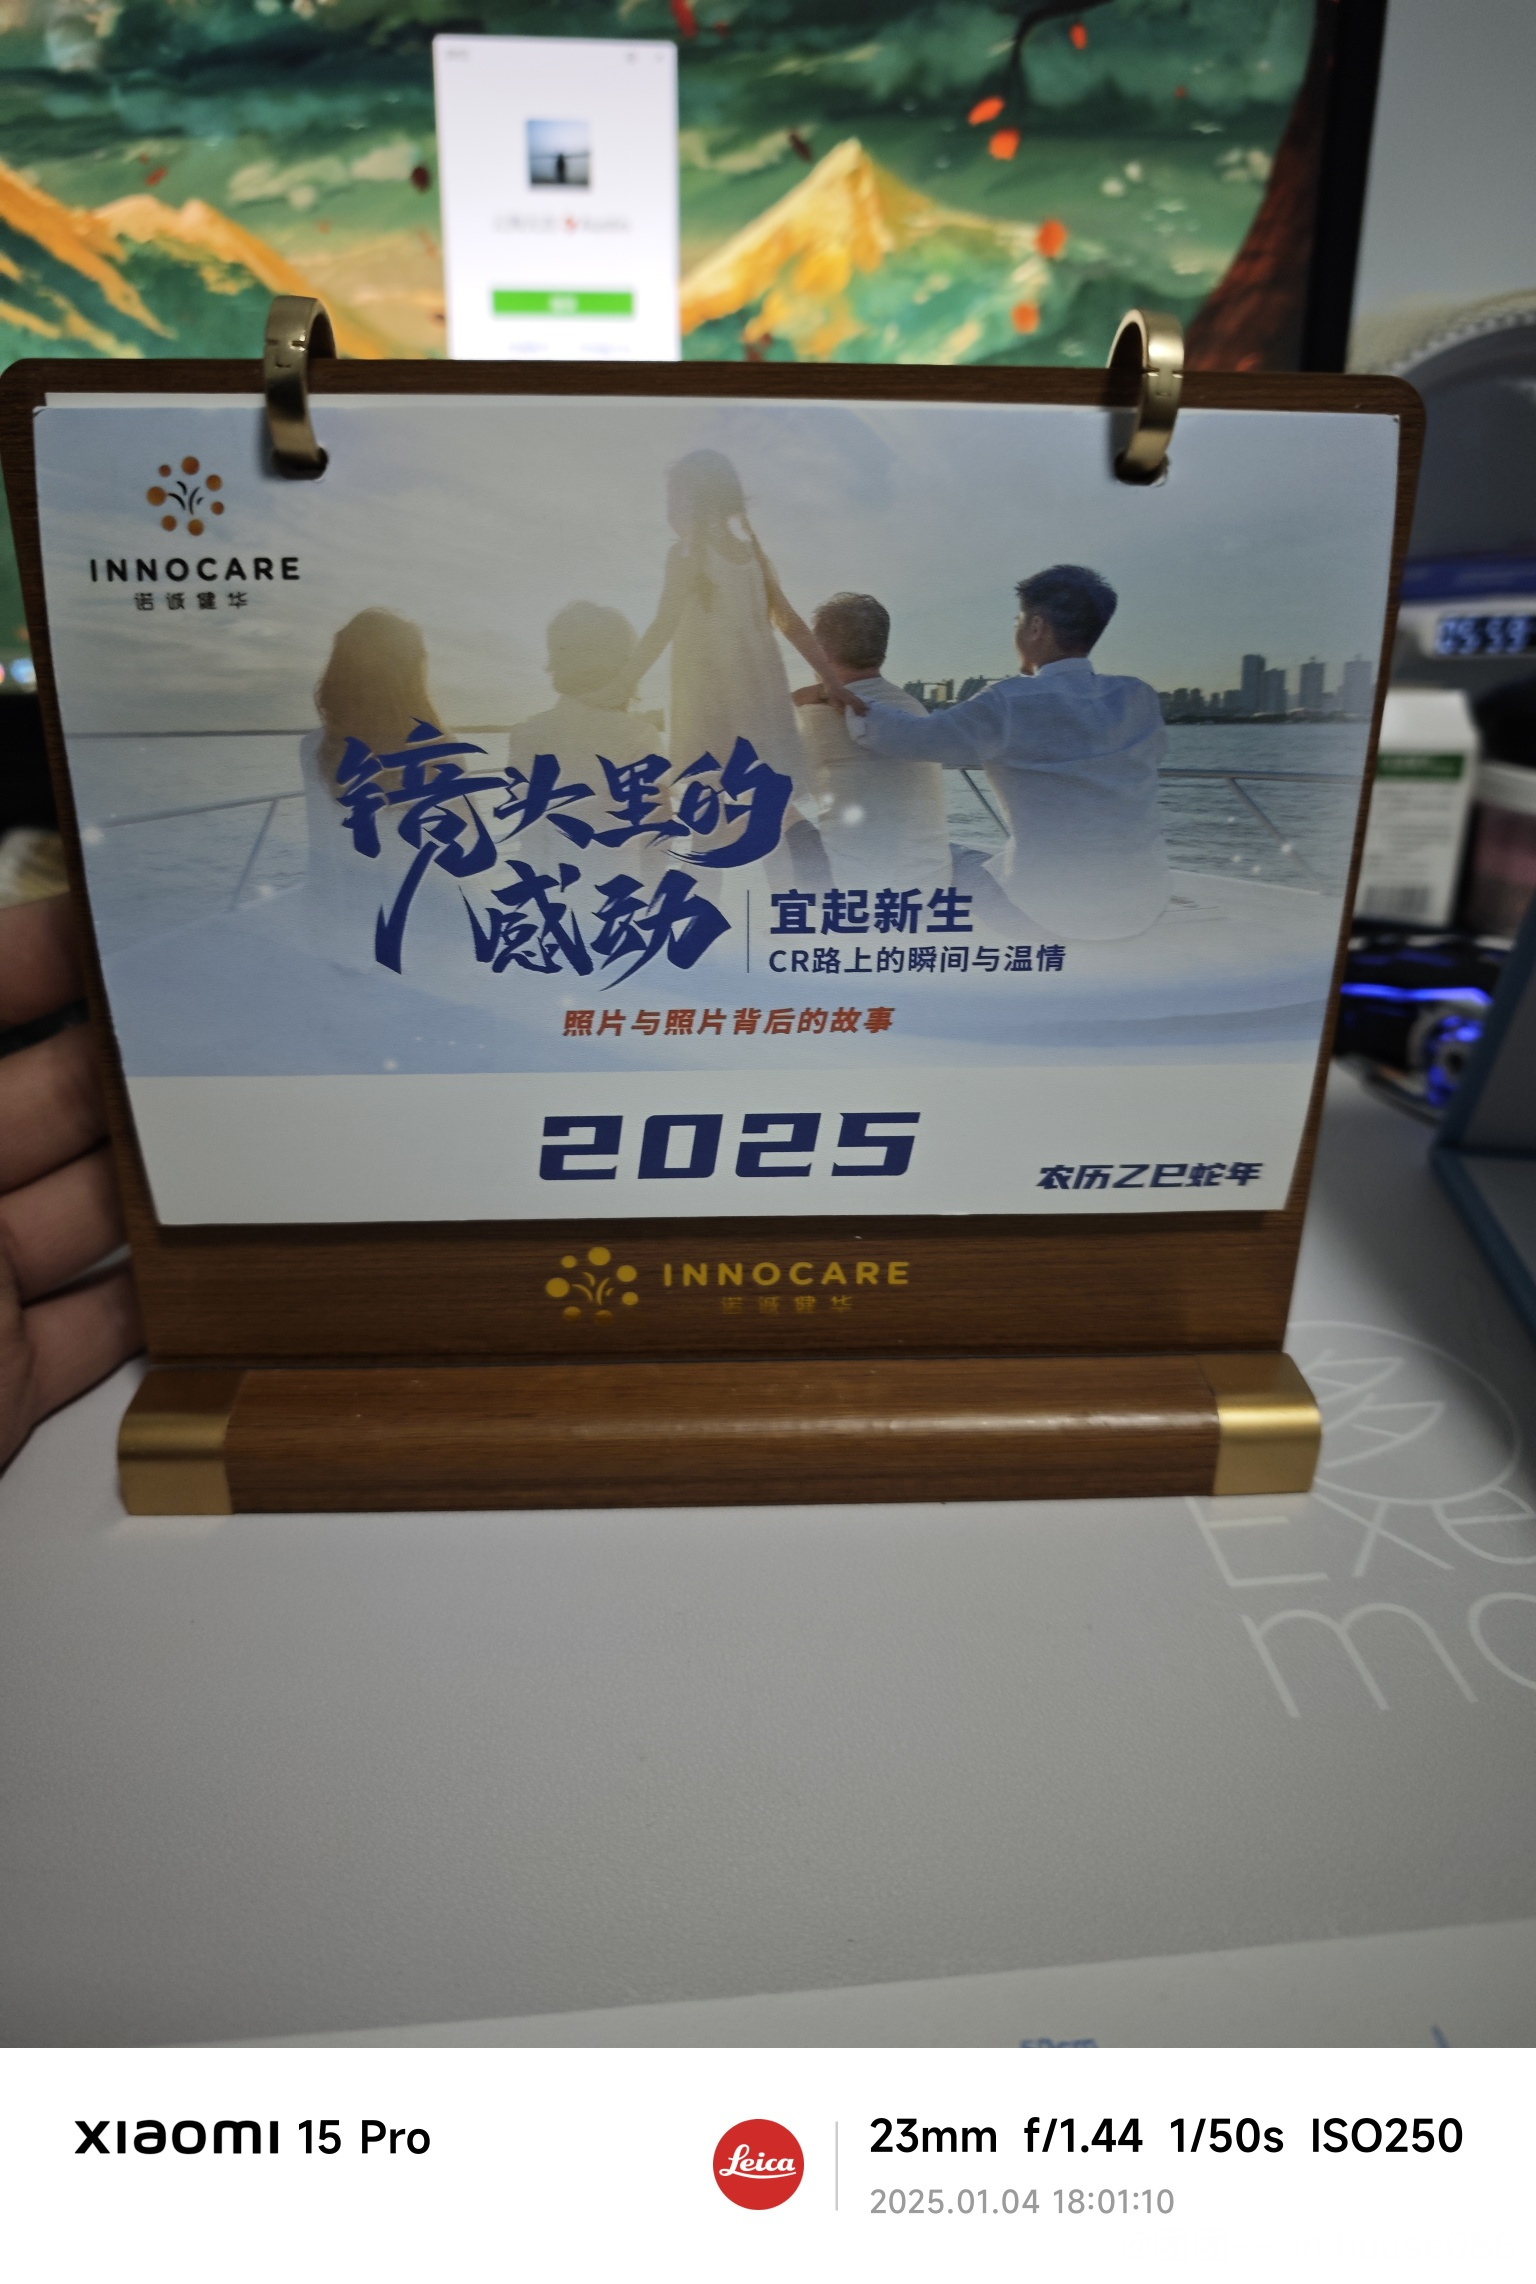 INNOCARE
诺诚健华
镜头里的
感动
宜起新生
CR路上的瞬间与温情
照片与照片背后的故事
2025
农历乙巳蛇年
INNOCARE
诺诚健华
Exe
mo
50cm
xiaomi 15 Pro
Leica
23mm f/1.44 1/50s ISO250
2025.01.04 18:01:10